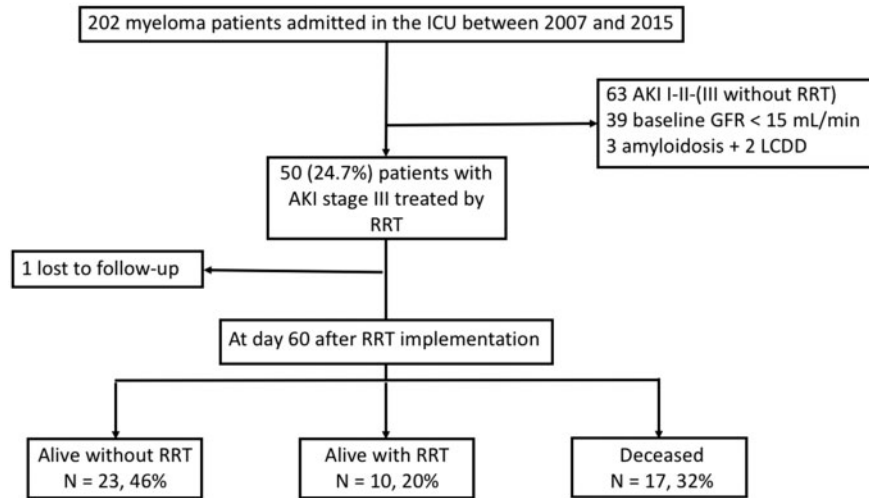 202 myeloma patients admitted in the ICU between 2007 and 2015
63 AKI I-II-(III without RRT)
39 baseline GFR < 15 mL/min
3 amyloidosis + 2 LCDD
50 (24.7%) patients with
AKI stage III treated by
RRT
1 lost to follow-up
At day 60 after RRT implementation
Alive without RRT
N = 23, 46%
Alive with RRT
N = 10, 20%
Deceased
N = 17, 32%